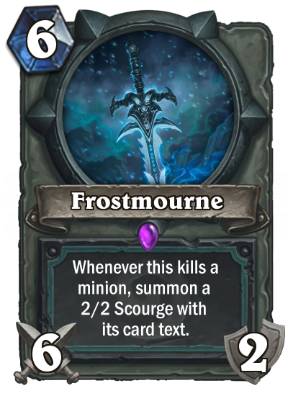 6
Frostmourne
Whenever this kills a
minion, summon a
2/2 Scourge with
its card text.
6
2